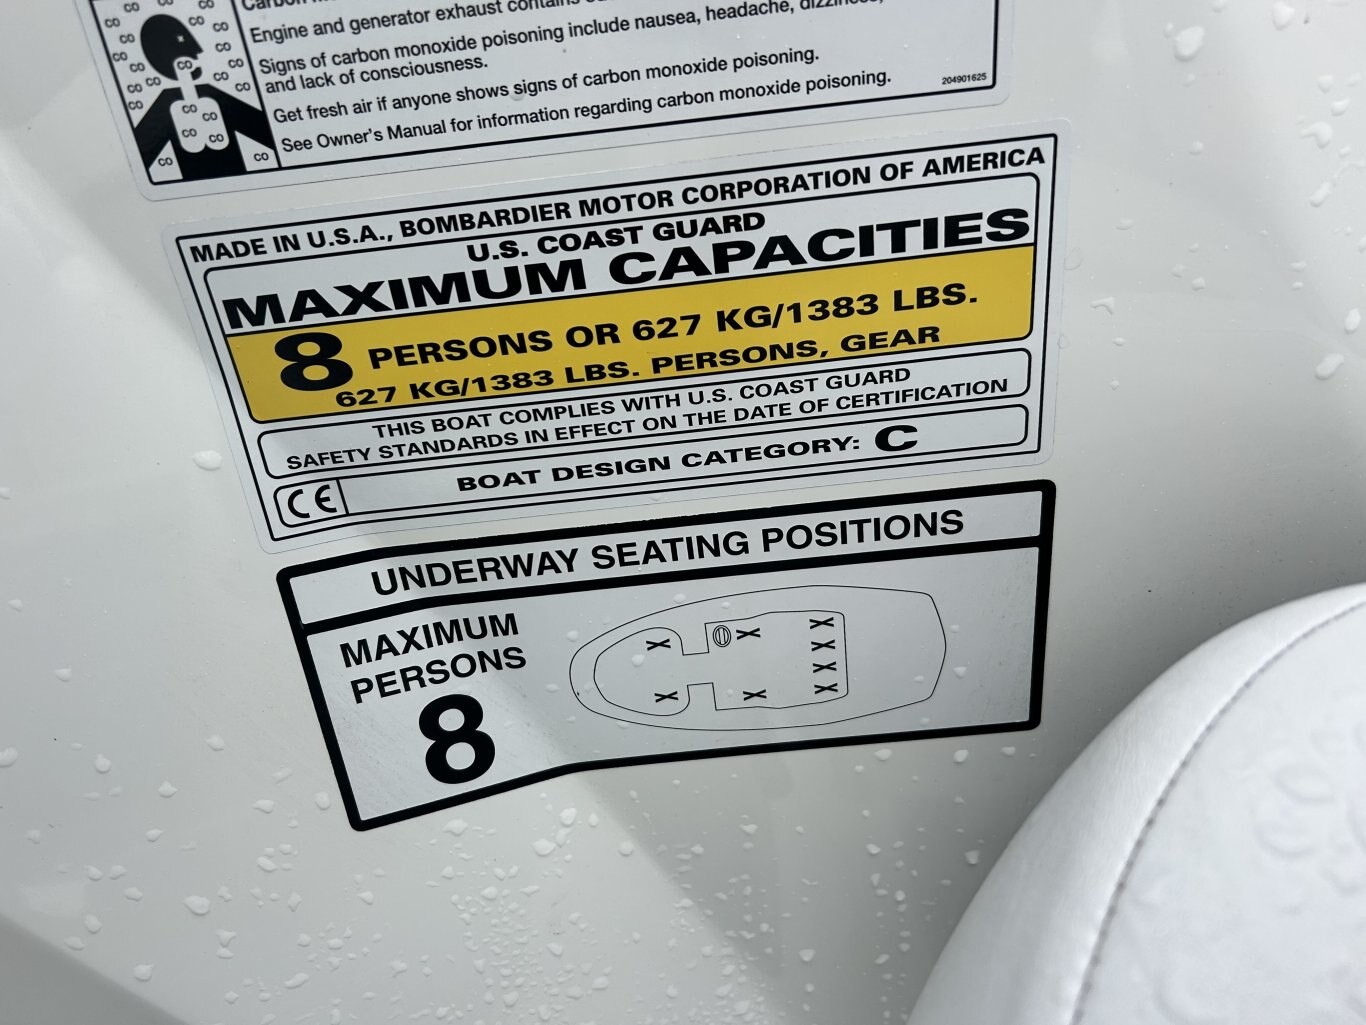 Engine and generator exhaust contains
Signs of carbon monoxide poisoning include nausea, headache, dizziness,
and lack of consciousness.
Get fresh air if anyone shows signs of carbon monoxide poisoning.
See Owner's Manual for information regarding carbon monoxide poisoning.
204901625
MADE IN U.S.A., BOMBARDIER MOTOR CORPORATION OF AMERICA
U.S. COAST GUARD
MAXIMUM CAPACITIES
8 PERSONS OR 627 KG/1383 LBS.
627 KG/1383 LBS. PERSONS, GEAR
THIS BOAT COMPLIES WITH U.S. COAST GUARD
SAFETY STANDARDS IN EFFECT ON THE DATE OF CERTIFICATION
CE BOAT DESIGN CATEGORY: C
UNDERWAY SEATING POSITIONS
MAXIMUM
PERSONS
8